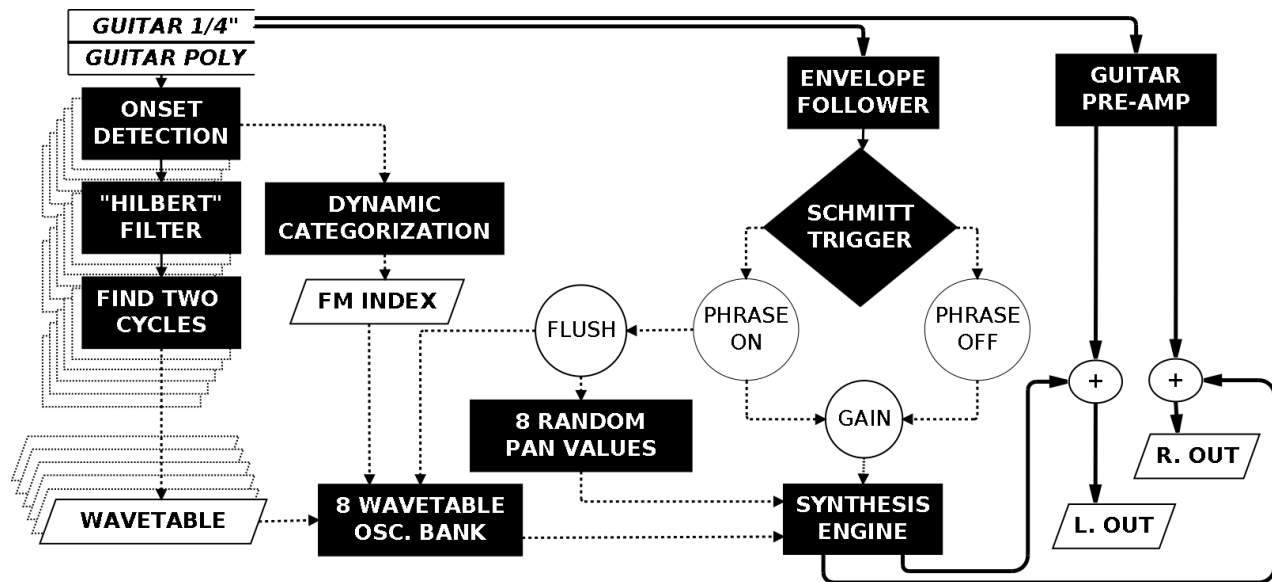 GUITAR 1/4"
GUITAR POLY
ONSET
DETECTION
"HILBERT"
FILTER
FIND TWO
CYCLES
WAVETABLE
DYNAMIC
CATEGORIZATION
FM INDEX
8 WAVETABLE
OSC. BANK
FLUSH
8 RANDOM
PAN VALUES
ENVELOPE
FOLLOWER
SCHMITT
TRIGGER
PHRASE
ON
PHRASE
OFF
GAIN
SYNTHESIS
ENGINE
GUITAR
PRE-AMP
+
+
R. OUT
L. OUT